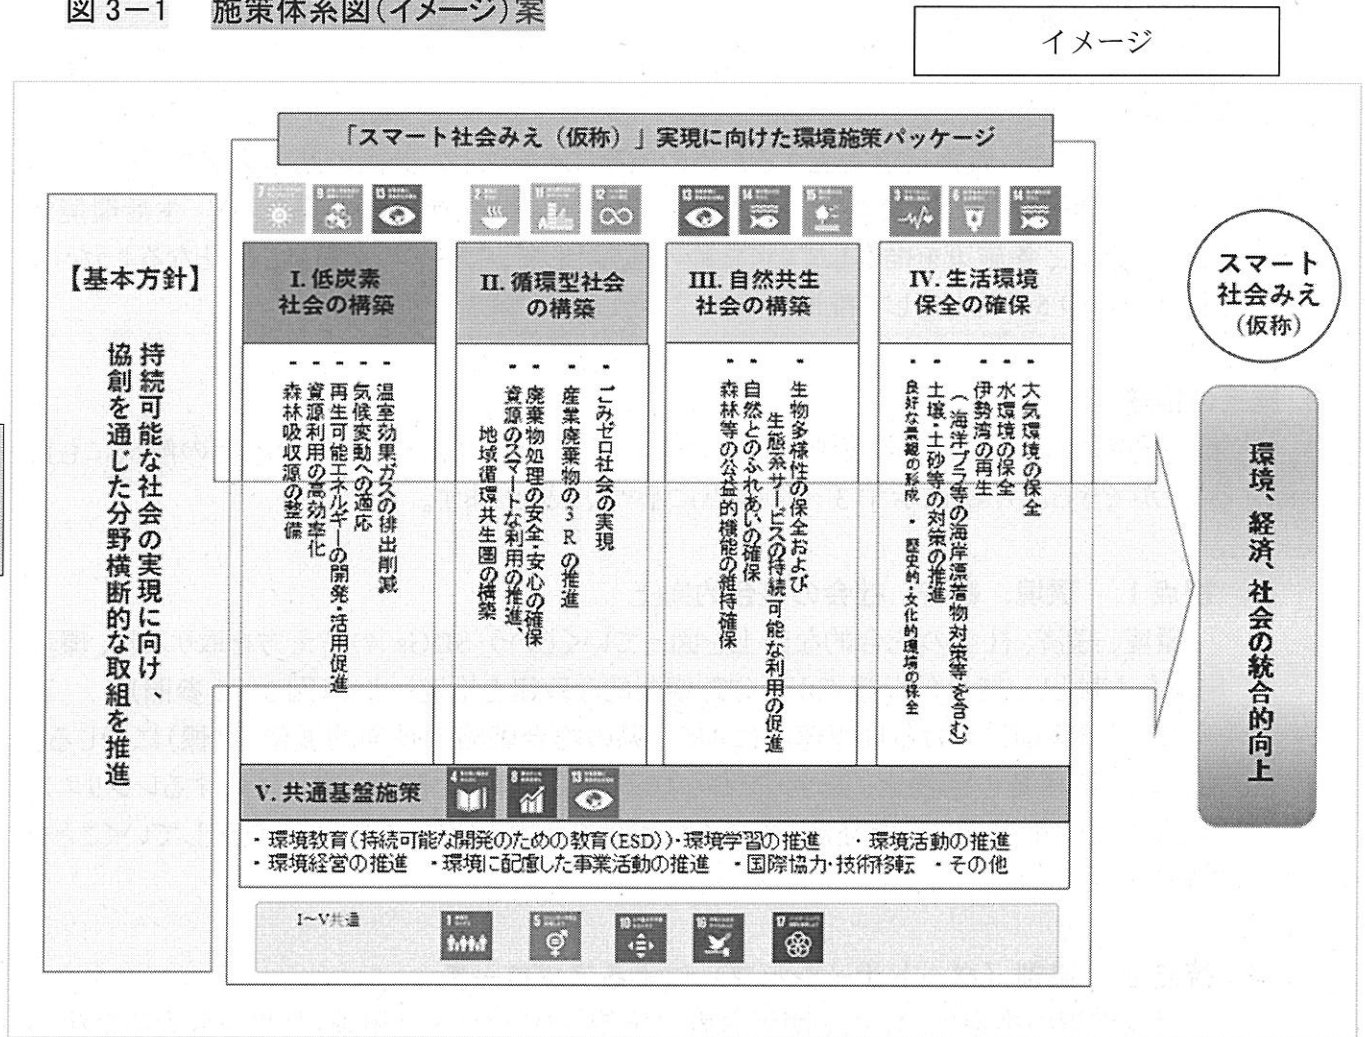 図3－1　施策体系図(イメージ)案
イメージ
「スマート社会みえ（仮称）」実現に向けた環境施策パッケージ
【基本方針】
持続可能な社会の実現に向け、
協創を通じた分野横断的な取組を推進
7
9
13
I. 低炭素
社会の構築
・温室効果ガスの排出削減
・気候変動への適応
・再生可能エネルギーの開発・活用促進
・資源利用の高効率化
・森林吸収源の整備
2
11
12
II. 循環型社会
の構築
・ごみゼロ社会の実現
・産業廃棄物の3Rの推進
・廃棄物処理の安全・安心の確保
・資源のスマートな利用の推進、
地域循環共生圏の構築
13
14
15
III. 自然共生
社会の構築
・生物多様性の保全および
生態系サービスの持続可能な利用の促進
・自然とのふれあいの確保
・森林等の公益的機能の維持確保
3
6
14
IV. 生活環境
保全の確保
・大気環境の保全
・水環境の保全
・伊勢湾の再生
（海洋プラ等の海岸漂着物対策等を含む）
・土壌・土砂等の対策の推進
・良好な景観の形成　・歴史的・文化的環境の保全
V. 共通基盤施策
4
8
13
・環境教育(持続可能な開発のための教育(ESD))・環境学習の推進　・環境活動の推進
・環境経営の推進　・環境に配慮した事業活動の推進　・国際協力・技術移転　・その他
I～V共通
1
5
10
16
17
スマート
社会みえ
(仮称)
環境、経済、社会の統合的向上